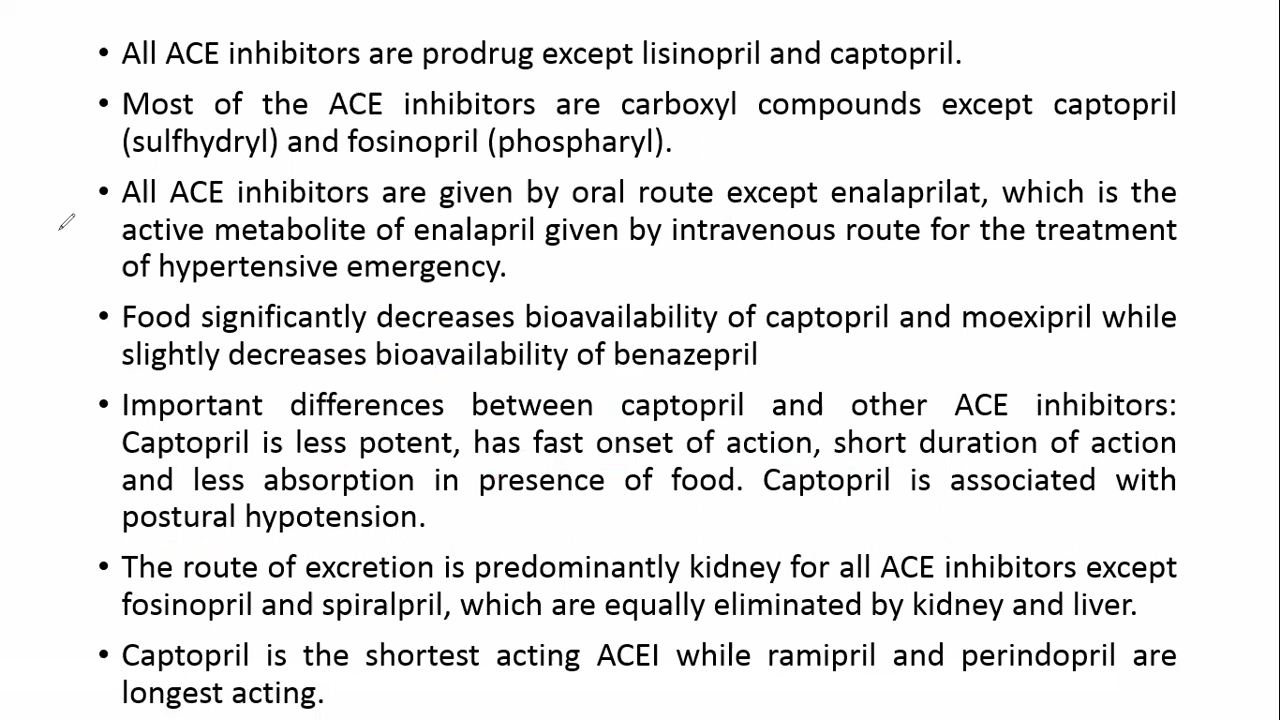 • All ACE inhibitors are prodrug except lisinopril and captopril.
• Most of the ACE inhibitors are carboxyl compounds except captopril
(sulfhydryl) and fosinopril (phospharyl).
• All ACE inhibitors are given by oral route except enalaprilat, which is the
active metabolite of enalapril given by intravenous route for the treatment
of hypertensive emergency.
• Food significantly decreases bioavailability of captopril and moexipril while
slightly decreases bioavailability of benazepril
• Important differences between captopril and other ACE inhibitors:
Captopril is less potent, has fast onset of action, short duration of action
and less absorption in presence of food. Captopril is associated with
postural hypotension.
• The route of excretion is predominantly kidney for all ACE inhibitors except
fosinopril and spiralpril, which are equally eliminated by kidney and liver.
• Captopril is the shortest acting ACEI while ramipril and perindopril are
longest acting.